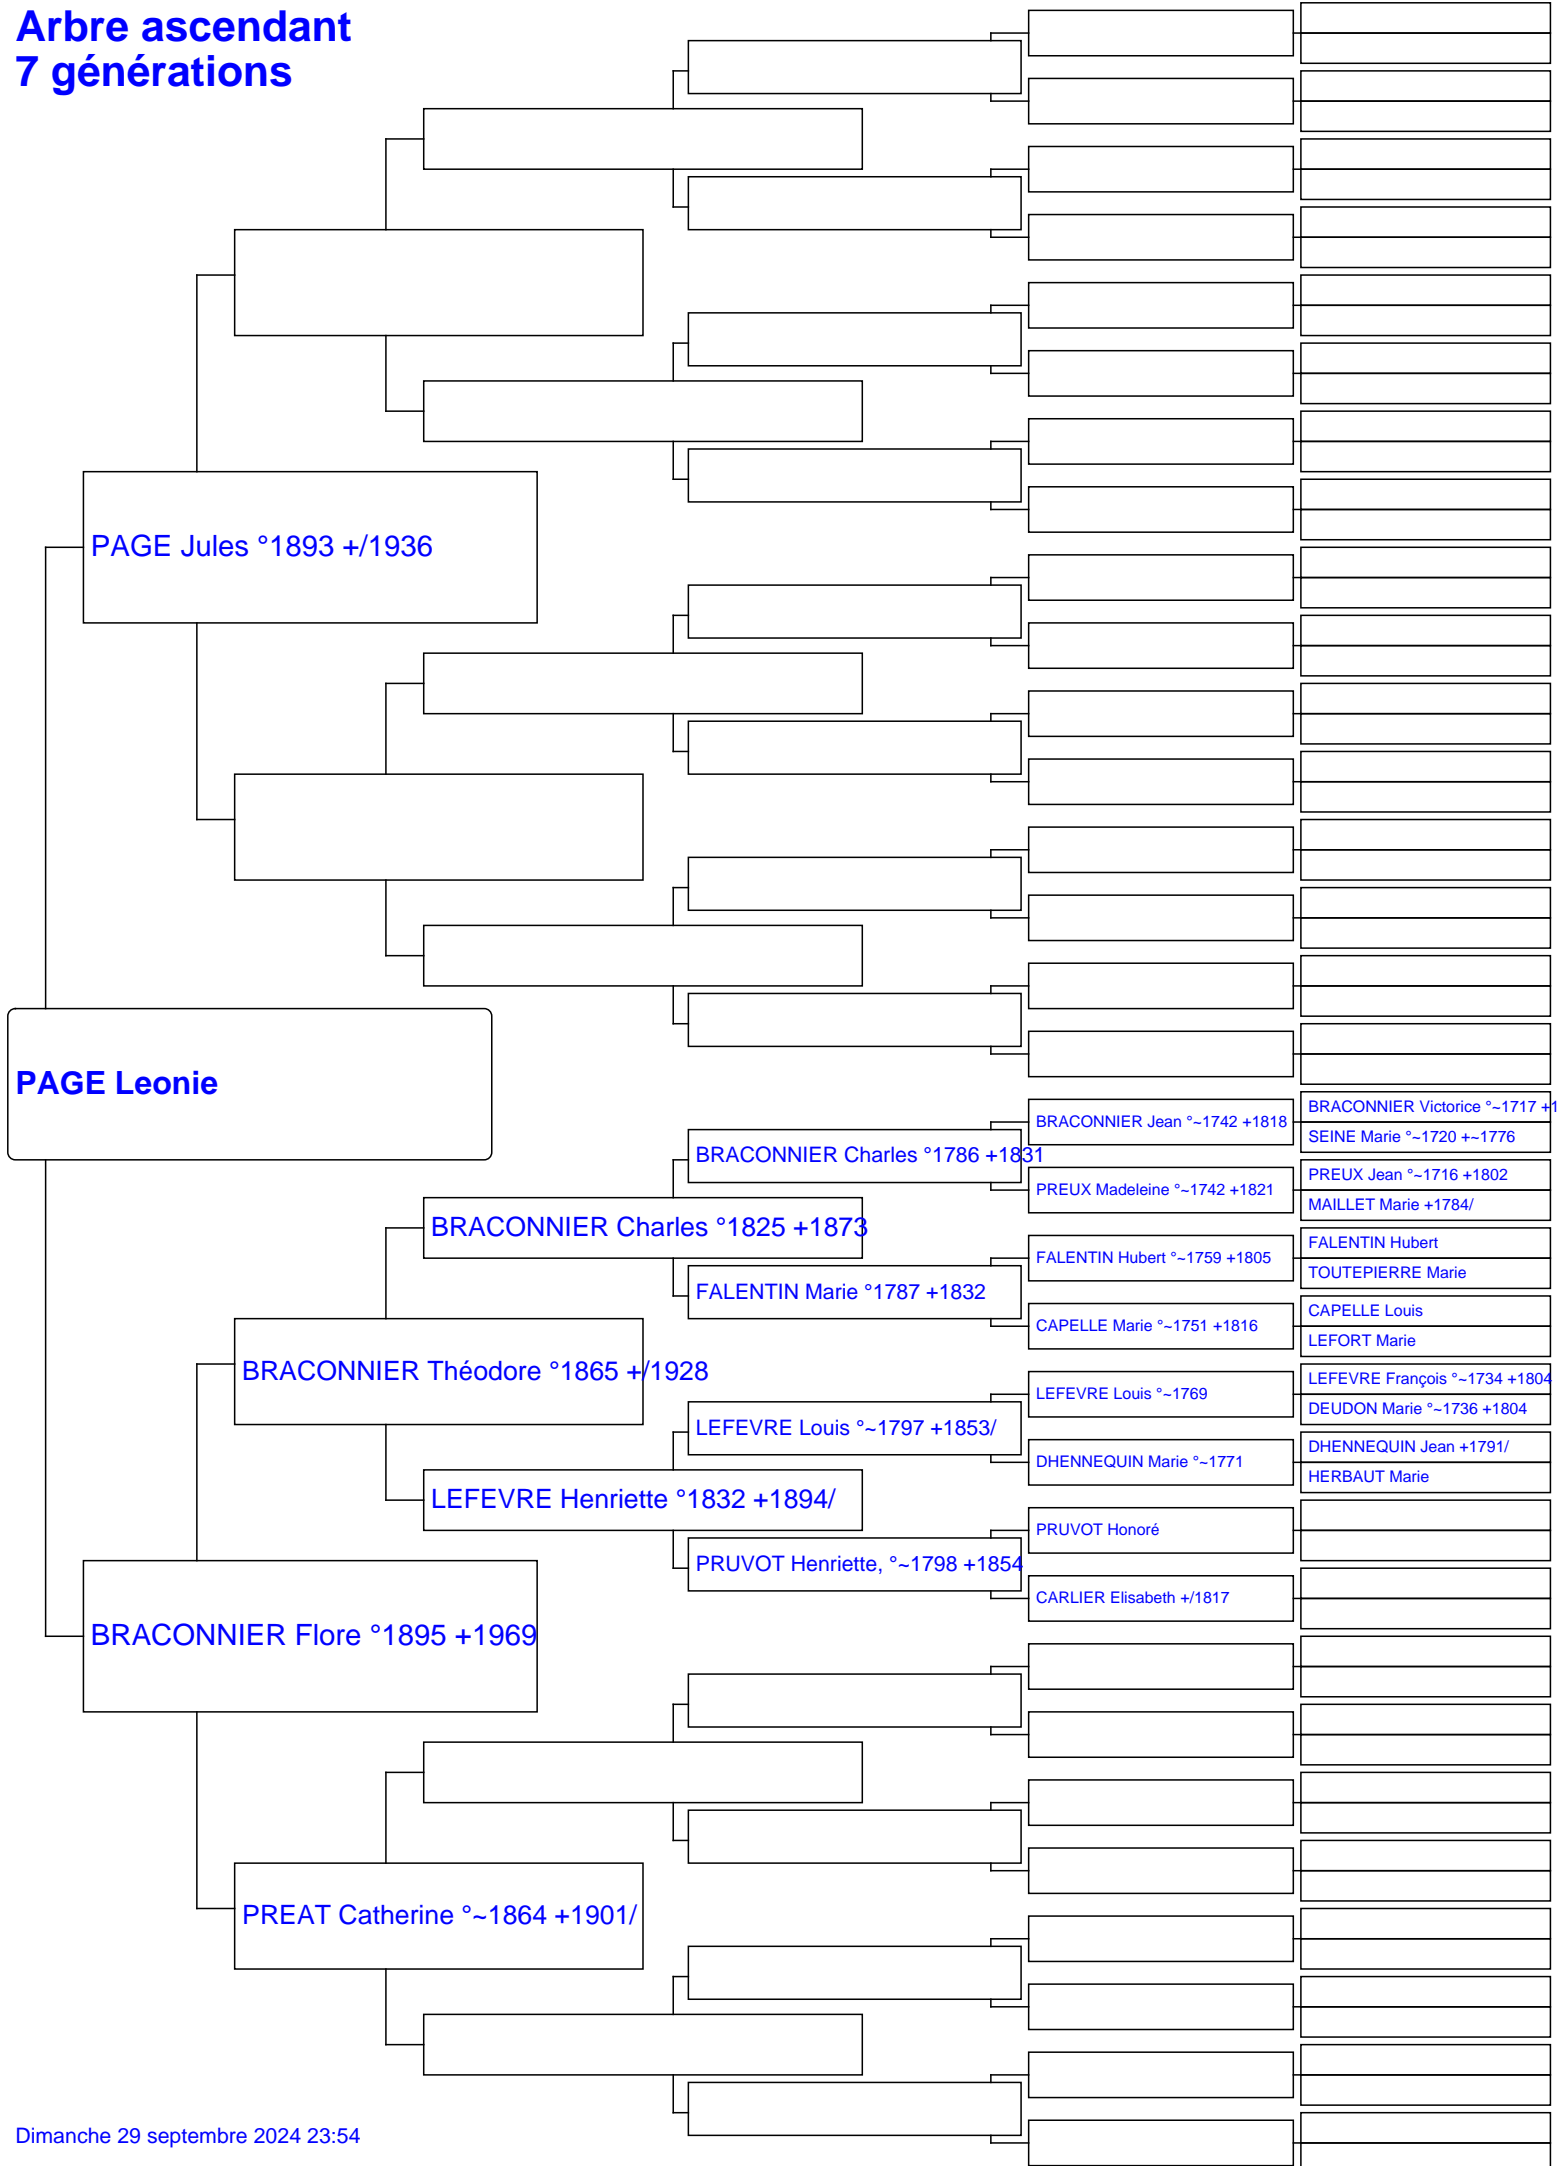 Arbre ascendant
7 générations
PAGE Jules °1893 +/1936
PAGE Leonie
BRACONNIER Victorice °~1717 +1
BRACONNIER Jean °~1742 +1818
SEINE Marie °~1720 +~1776
BRACONNIER Charles °1786 +1831
PREUX Jean °~1716 +1802
PREUX Madeleine °~1742 +1821
MAILLET Marie +1784/
BRACONNIER Charles °1825 +1873
FALENTIN Hubert
FALENTIN Hubert °~1759 +1805
TOUTEPIERRE Marie
FALENTIN Marie °1787 +1832
CAPELLE Louis
CAPELLE Marie °~1751 +1816
LEFORT Marie
BRACONNIER Théodore °1865 +/1928
LEFEVRE François °~1734 +1804
LEFEVRE Louis °~1769
DEUDON Marie °~1736 +1804
LEFEVRE Louis °~1797 +1853/
DHENNEQUIN Jean +1791/
DHENNEQUIN Marie °~1771
HERBAUT Marie
LEFEVRE Henriette °1832 +1894/
PRUVOT Honoré
PRUVOT Henriette, °~1798 +1854
CARLIER Elisabeth +/1817
BRACONNIER Flore °1895 +1969
PREAT Catherine °~1864 +1901/
Dimanche 29 septembre 2024 23:54